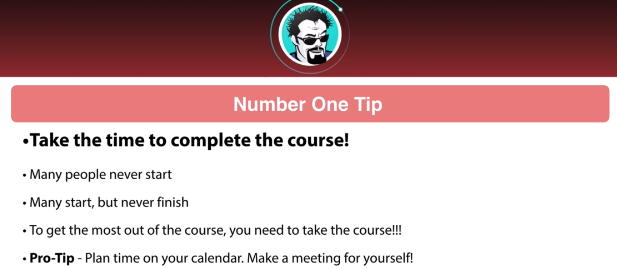 Number One Tip
•Take the time to complete the course!
• Many people never start
• Many start, but never finish
• To get the most out of the course, you need to take the course!!!
• Pro-Tip - Plan time on your calendar. Make a meeting for yourself!